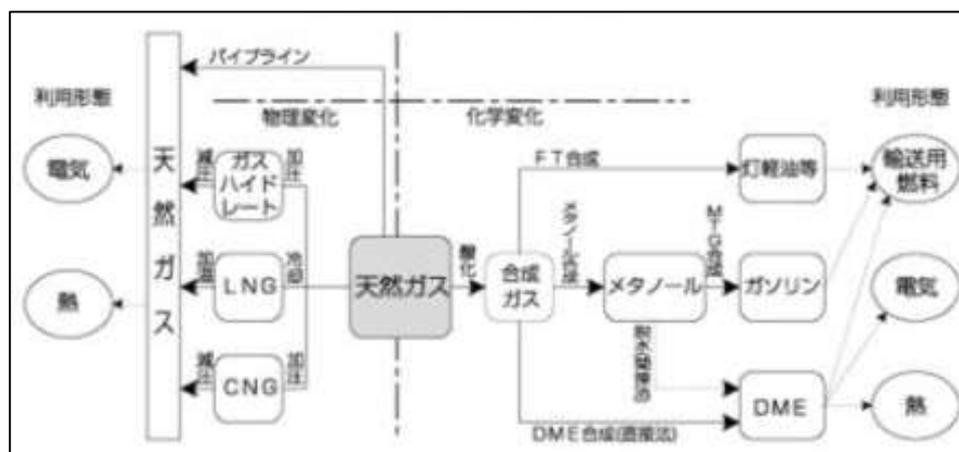 パイプライン
利用形態
物理変化
化学変化
利用形態
電気
天然ガス
減圧
ガス
ハイド
レート
加圧
FT合成
灯軽油等
輸送用
燃料
熱
加温
LNG
冷却
天然ガス
酸化
合成
ガス
メタノール合成
メタノール
MTG合成
ガソリン
電気
減圧
CNG
加圧
脱水(間接法)
DME
熱
DME合成(直接法)